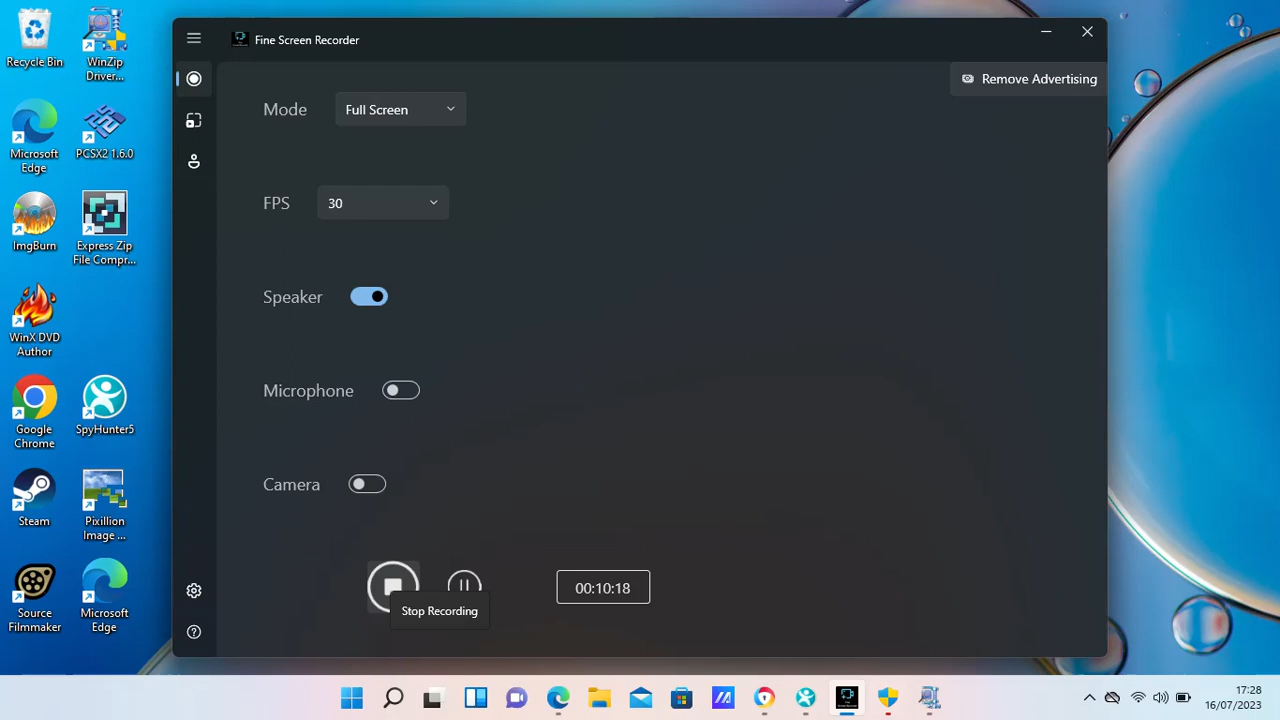 Fine Screen Recorder
Remove Advertising
Mode
Full Screen
FPS
30
Speaker
Microphone
Camera
Stop Recording
00:10:18
Recycle Bin
WinZip
Driver...
Microsoft
Edge
PCSX2 1.6.0
ImgBurn
Express Zip
File Compr...
WinX DVD
Author
Google
Chrome
SpyHunter5
Steam
Pixillion
Image ...
Source
Filmmaker
Microsoft
Edge
17:28
16/07/2023